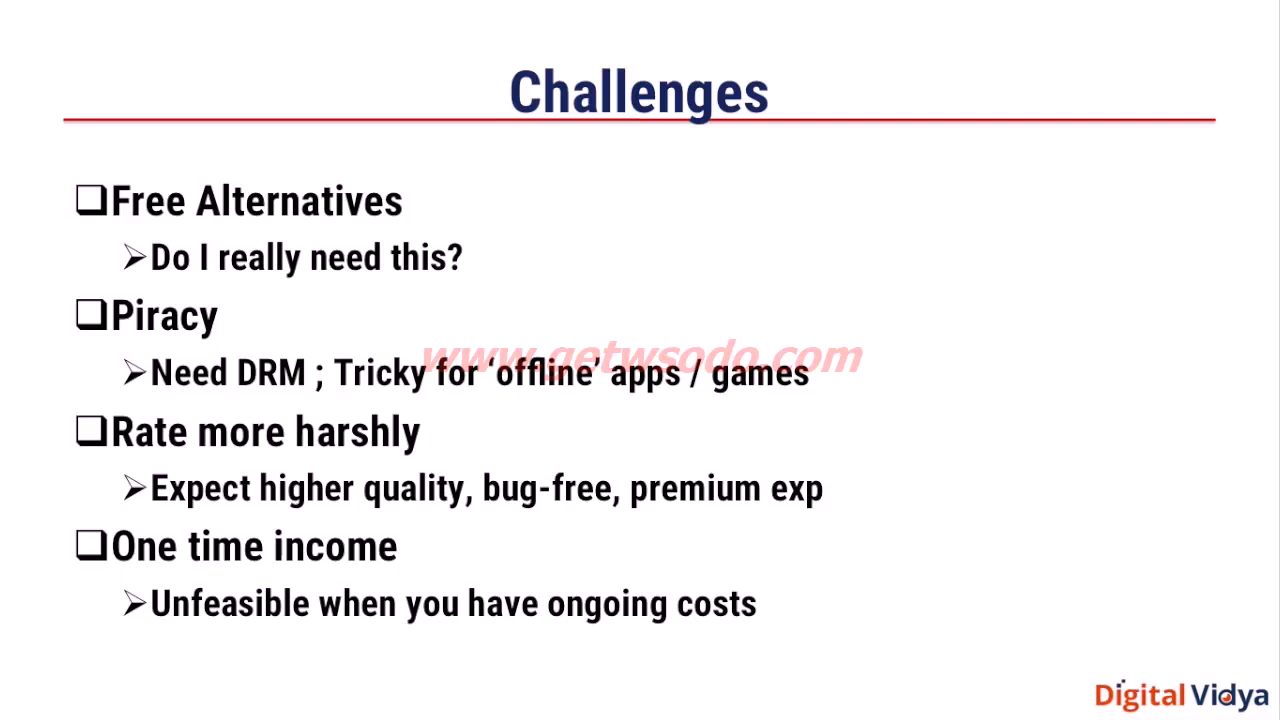 Challenges
❑Free Alternatives
➢Do I really need this?
❑Piracy
www.getwsodo.com
➢Need DRM ; Tricky for ‘offline’ apps / games
❑Rate more harshly
➢Expect higher quality, bug-free, premium exp
❑One time income
➢Unfeasible when you have ongoing costs
Digital Vidya